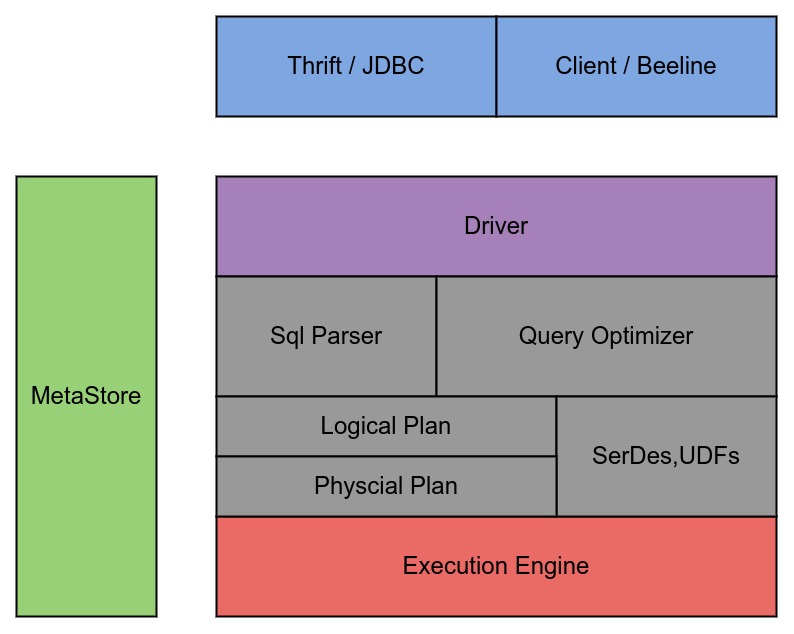 Thrift / JDBC
Client / Beeline
Driver
Sql Parser
Query Optimizer
MetaStore
Logical Plan
SerDes,UDFs
Physcial Plan
Execution Engine